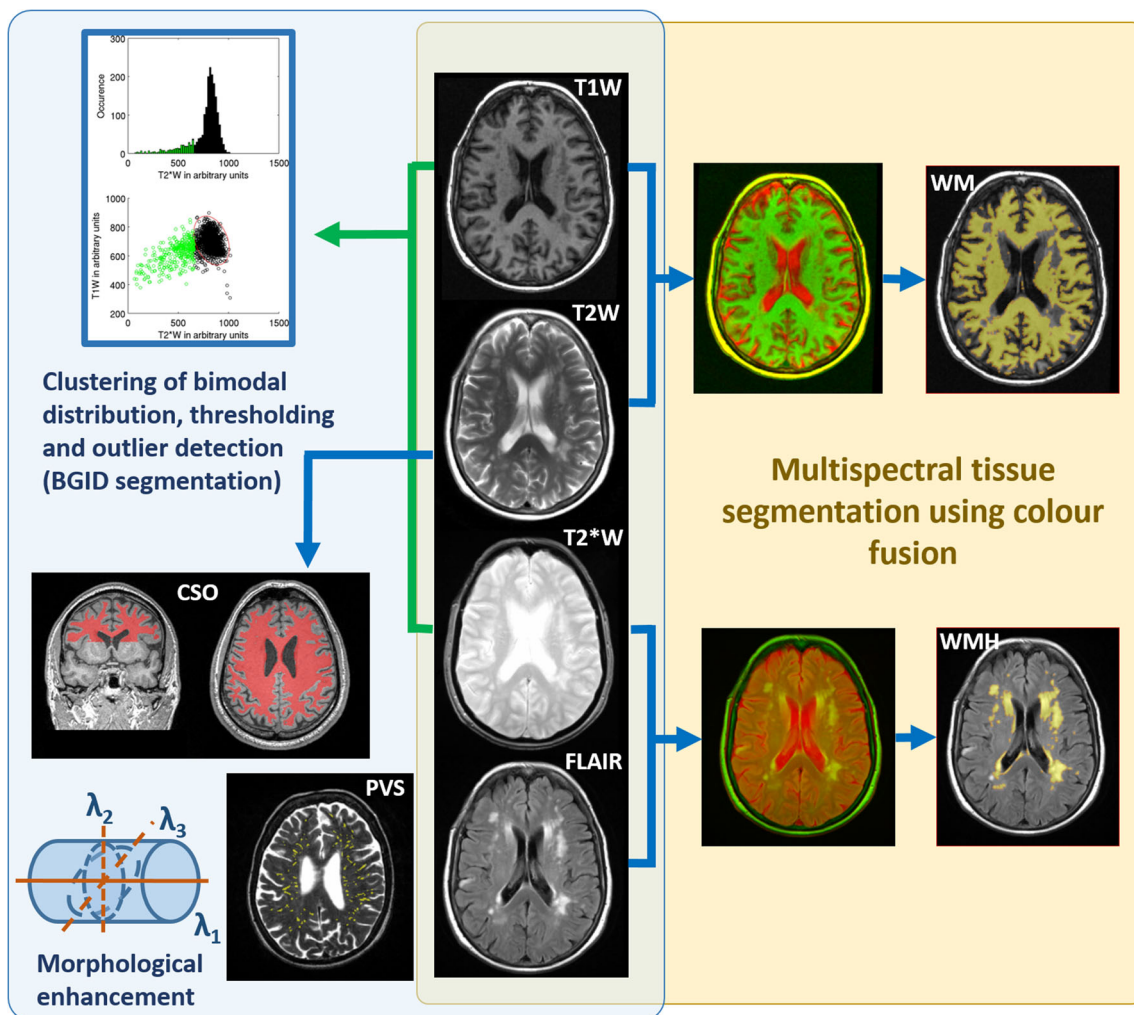 300
200
100
0
Occurence
0
500
1000
1500
T2*W in arbitrary units
1000
800
600
400
200
T1W in arbitrary units
0
500
1000
1500
T2*W in arbitrary units
Clustering of bimodal
distribution, thresholding
and outlier detection
(BGID segmentation)
CSO
PVS
λ2
λ3
λ1
Morphological
enhancement
T1W
T2W
T2*W
FLAIR
WM
Multispectral tissue
segmentation using colour
fusion
WMH